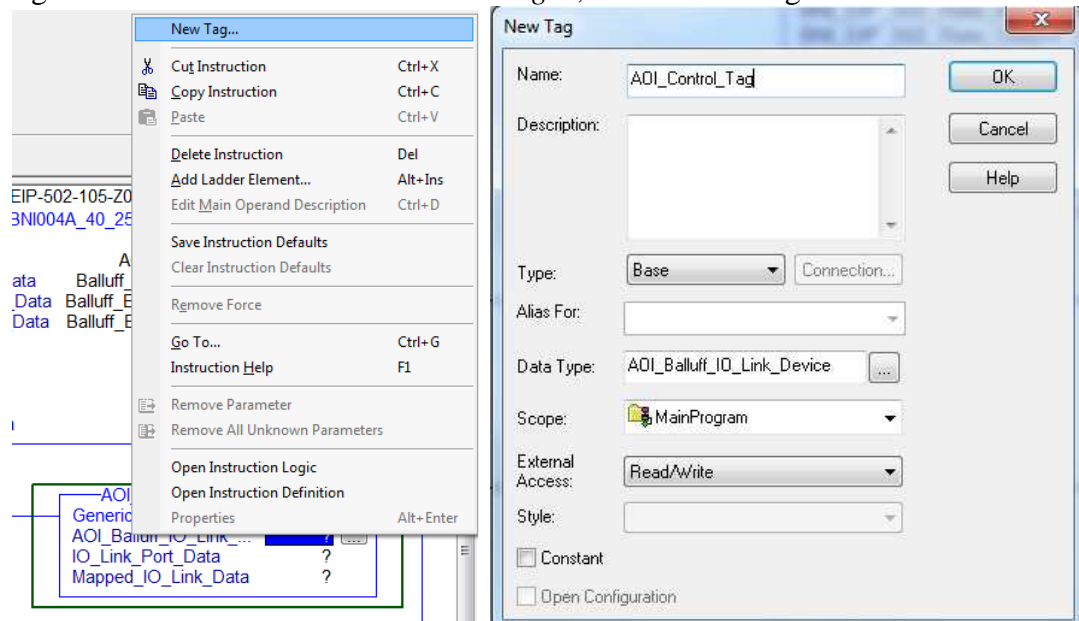 New Tag...
Cut Instruction Ctrl+X
Copy Instruction Ctrl+C
Paste Ctrl+V
Delete Instruction Del
Add Ladder Element... Alt+Ins
Edit Main Operand Description Ctrl+D
Save Instruction Defaults
Clear Instruction Defaults
Remove Force
Go To... Ctrl+G
Instruction Help F1
Remove Parameter
Remove All Unknown Parameters
Open Instruction Logic
Open Instruction Definition
Properties Alt+Enter
EIP-502-105-Z0
BNI004A_40_25
A
ata Balluff_
_Data Balluff_E
Data Balluff_E
AOI_
Generic
AOI_Balluff_IO_Link_... ? ...
IO_Link_Port_Data ?
Mapped_IO_Link_Data ?
New Tag
Name: AOI_Control_Tag OK
Description: Cancel
Help
Type: Base Connection...
Alias For:
Data Type: AOI_Balluff_IO_Link_Device ...
Scope: MainProgram
External
Access: Read/Write
Style:
Constant
Open Configuration